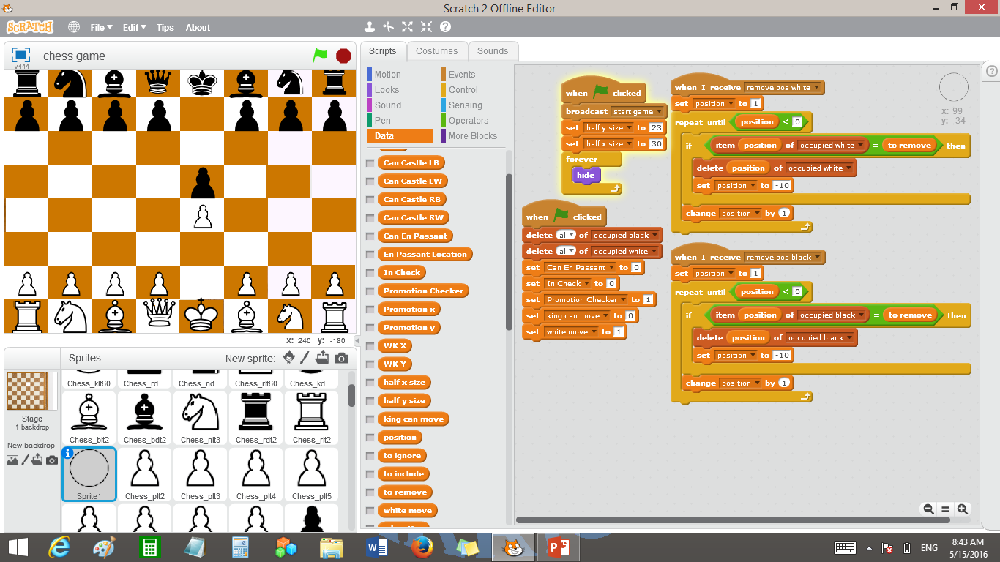 Scratch 2 Offline Editor
SCRATCH
File
Edit
Tips
About
v444
chess game
x: 240 y: -180
Sprites
New sprite:
Stage
1 backdrop
New backdrop:
Chess_klt60
Chess_rd...
Chess_nd...
Chess_rlt60
Chess_kd...
Chess_blt2
Chess_bdt2
Chess_nlt3
Chess_rdt2
Chess_rlt2
Sprite1
Chess_plt2
Chess_plt3
Chess_plt4
Chess_plt5
Scripts
Costumes
Sounds
Motion
Events
Looks
Control
Sound
Sensing
Pen
Operators
Data
More Blocks
Can Castle LB
Can Castle LW
Can Castle RB
Can Castle RW
Can En Passant
En Passant Location
In Check
Promotion Checker
Promotion x
Promotion y
WK X
WK Y
half x size
half y size
king can move
position
to ignore
to include
to remove
white move
when clicked
broadcast start game
set half y size to 23
set half x size to 30
forever
hide
when clicked
delete all of occupied black
delete all of occupied white
set Can En Passant to 0
set In Check to 0
set Promotion Checker to 1
set king can move to 0
set white move to 1
when I receive remove pos white
set position to 1
repeat until position < 0
if item position of occupied white = to remove then
delete position of occupied white
set position to -10
change position by 1
when I receive remove pos black
set position to 1
repeat until position < 0
if item position of occupied black = to remove then
delete position of occupied black
set position to -10
change position by 1
x: 99
y: -34
ENG
8:43 AM
5/15/2016